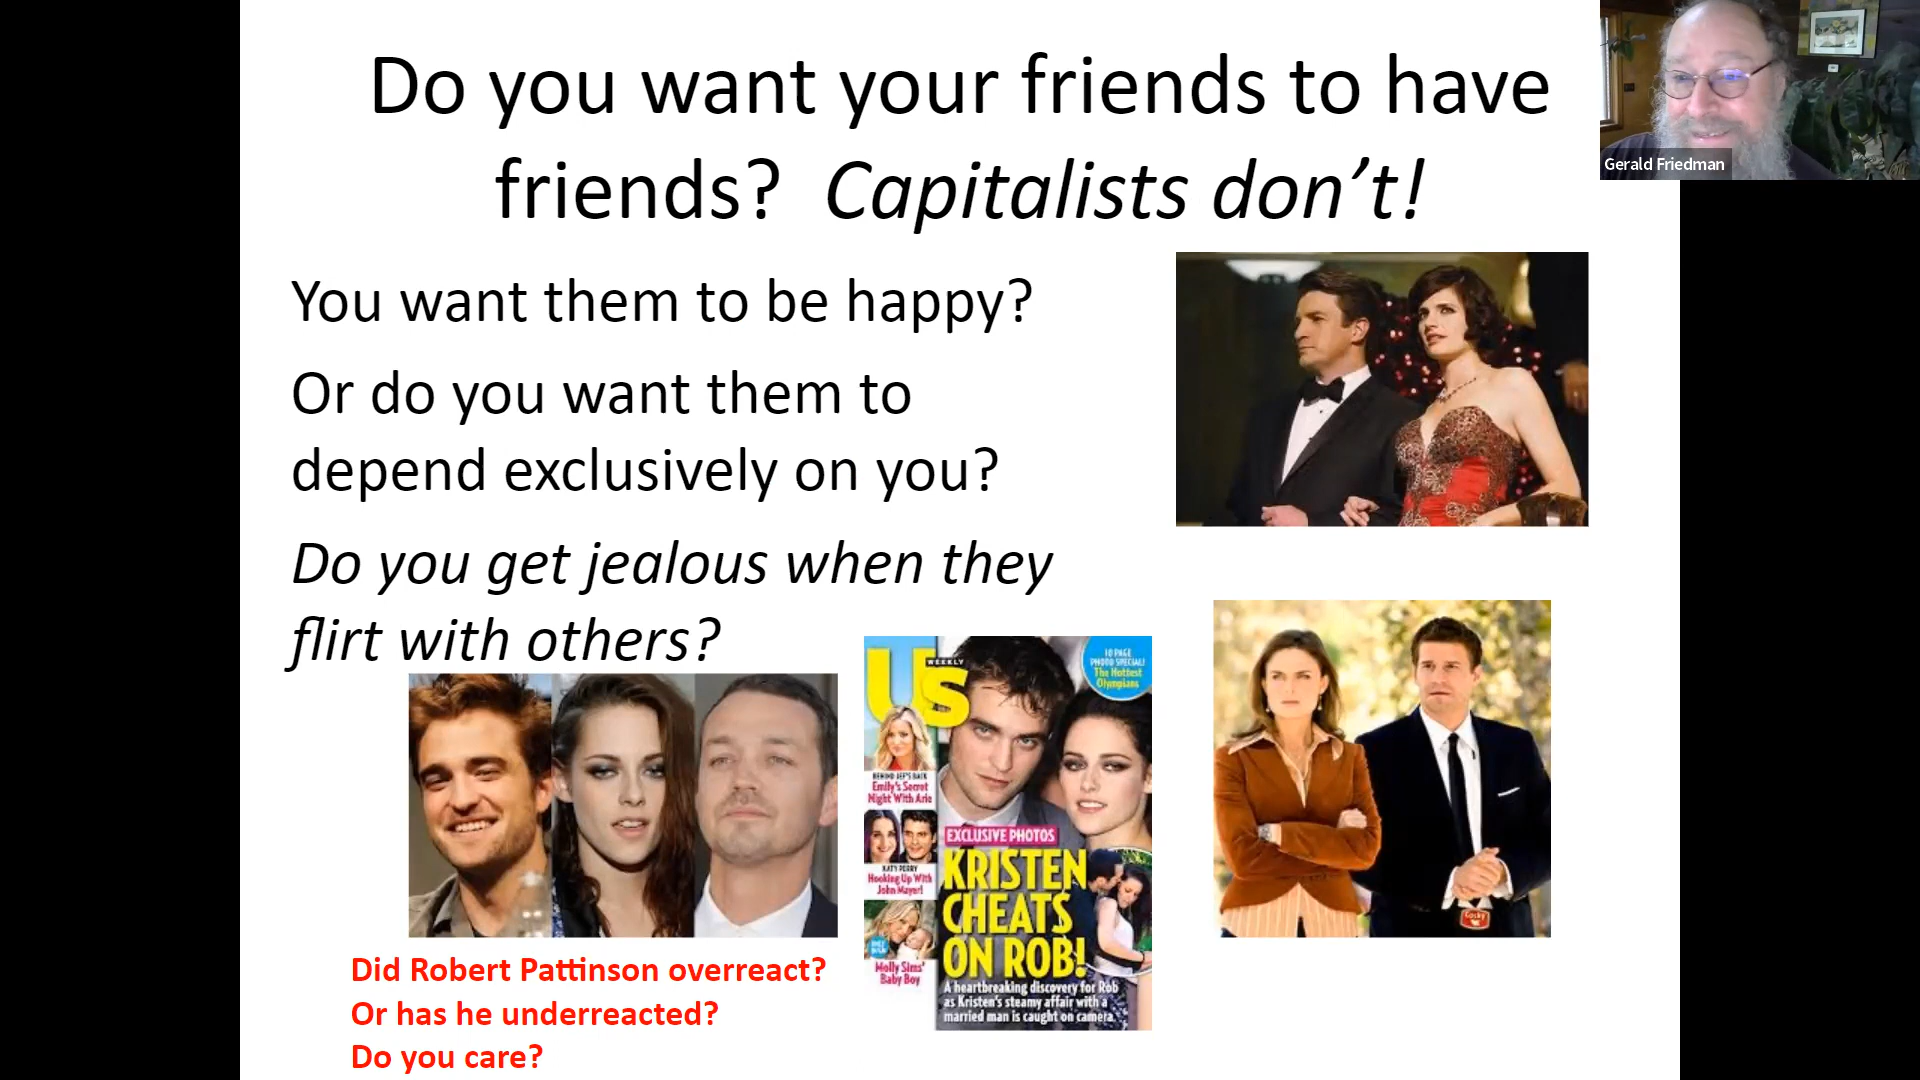 Do you want your friends to have
friends?  Capitalists don't!
Gerald Friedman
You want them to be happy?
Or do you want them to
depend exclusively on you?
Do you get jealous when they
flirt with others?
Us
WEEKLY
10 PAGE
PHOTO SPECIAL!
The Hottest
Olympians
BEHIND JEF'S BACK
Emily's Secret
Night With Arie
KATY PERRY
Hooking Up With
John Mayer!
Molly Sims'
Baby Boy
EXCLUSIVE PHOTOS
KRISTEN
CHEATS
ON ROB!
A heartbreaking discovery for Rob
as Kristen's steamy affair with a
married man is caught on camera
Cocky
Did Robert Pattinson overreact?
Or has he underreacted?
Do you care?